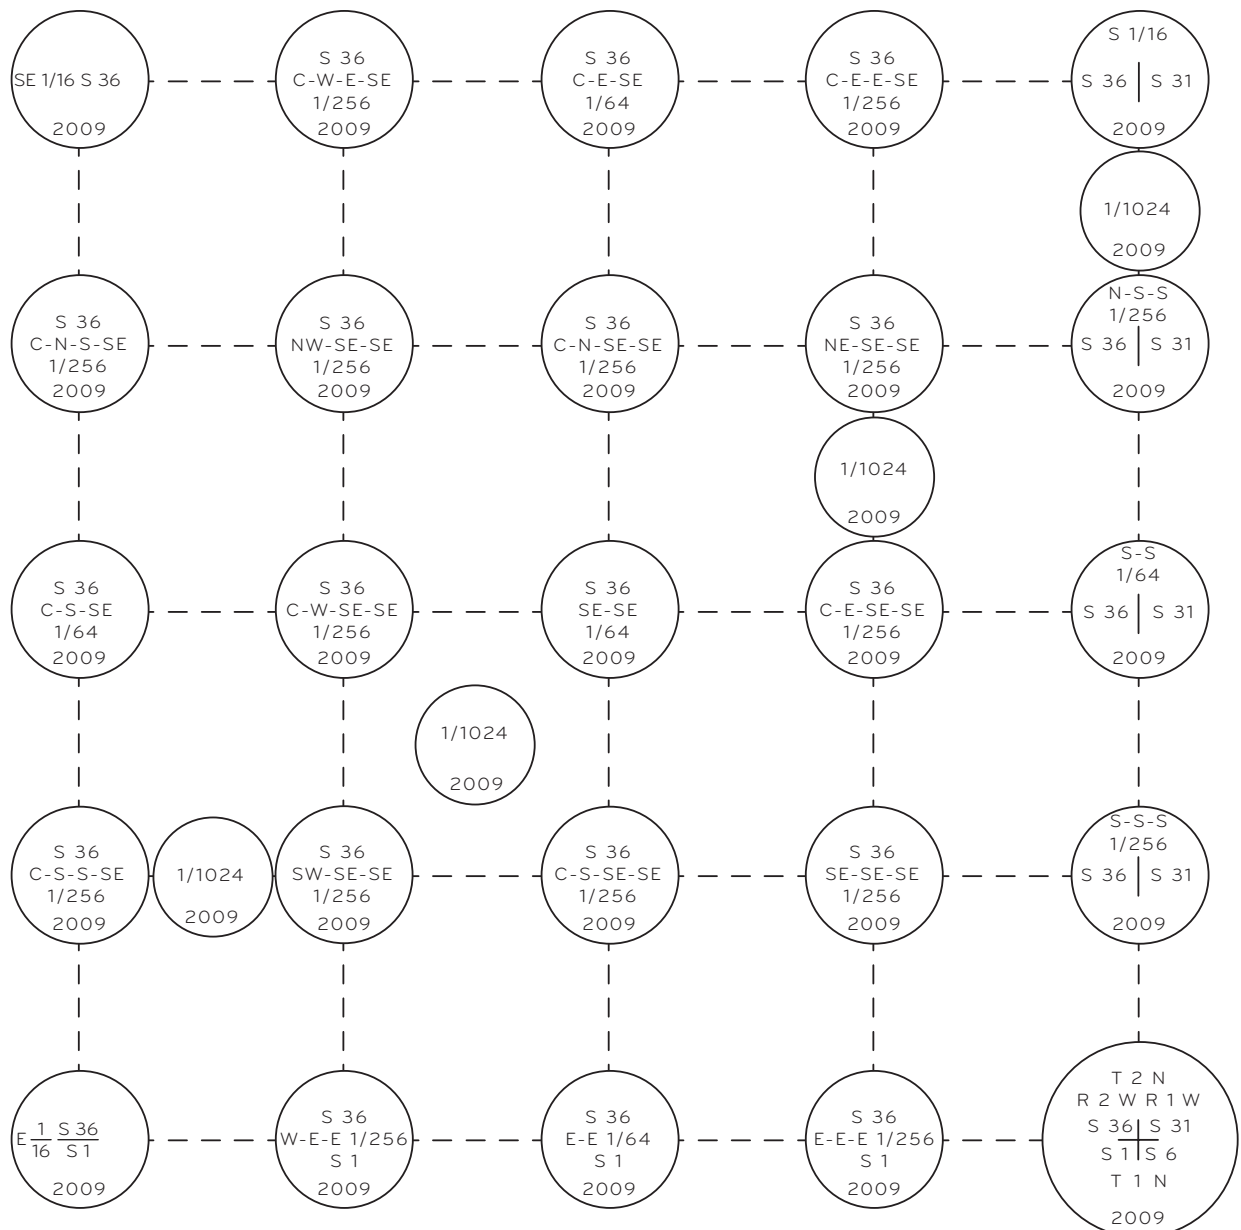 SE 1/16 S 36
2009
S 36
C-W-E-SE
1/256
2009
S 36
C-E-SE
1/64
2009
S 36
C-E-E-SE
1/256
2009
S 1/16
S 36 S 31
2009
1/1024
2009
S 36
C-N-S-SE
1/256
2009
S 36
NW-SE-SE
1/256
2009
S 36
C-N-SE-SE
1/256
2009
S 36
NE-SE-SE
1/256
2009
N-S-S
1/256
S 36 S 31
2009
1/1024
2009
S 36
C-S-SE
1/64
2009
S 36
C-W-SE-SE
1/256
2009
S 36
SE-SE
1/64
2009
S 36
C-E-SE-SE
1/256
2009
S-S
1/64
S 36 S 31
2009
1/1024
2009
S 36
C-S-S-SE
1/256
2009
1/1024
2009
S 36
SW-SE-SE
1/256
2009
S 36
C-S-SE-SE
1/256
2009
S 36
SE-SE-SE
1/256
2009
S-S-S
1/256
S 36 S 31
2009
E 1/16 S 36
S 1
2009
S 36
W-E-E 1/256
S 1
2009
S 36
E-E 1/64
S 1
2009
S 36
E-E-E 1/256
S 1
2009
T 2 N
R 2 W R 1 W
S 36 S 31
S 1 S 6
T 1 N
2009